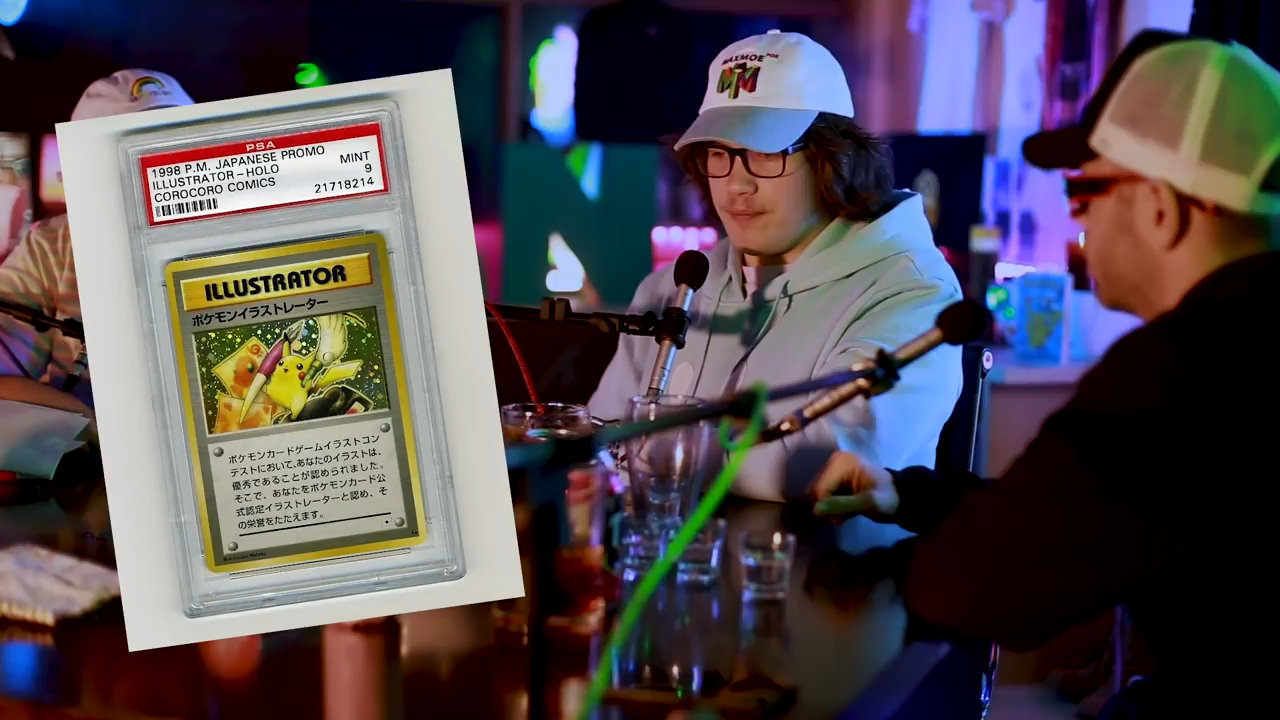 PSA
1998 P.M. JAPANESE PROMO
MINT
ILLUSTRATOR-HOLO
9
COROCORO COMICS
21718214
ILLUSTRATOR
ポケモンイラストレーター
ポケモンカードゲームイラストコン
テストにおいて、あなたのイラストは、
優秀であることが認められました。
そこで、あなたをポケモンカード公
式認定イラストレーターと認め、そ
の栄誉をたたえます。
MAXMOEFOE